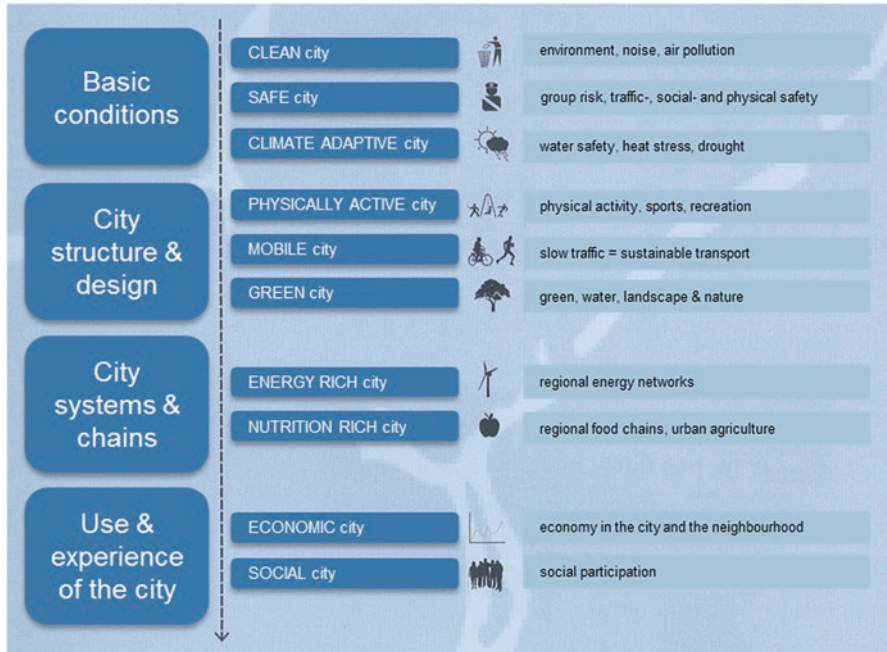 Basic
conditions
CLEAN city
environment, noise, air pollution
SAFE city
group risk, traffic-, social- and physical safety
CLIMATE ADAPTIVE city
water safety, heat stress, drought
City
structure &
design
PHYSICALLY ACTIVE city
physical activity, sports, recreation
MOBILE city
slow traffic = sustainable transport
GREEN city
green, water, landscape & nature
City
systems &
chains
ENERGY RICH city
regional energy networks
NUTRITION RICH city
regional food chains, urban agriculture
Use &
experience
of the city
ECONOMIC city
economy in the city and the neighbourhood
SOCIAL city
social participation